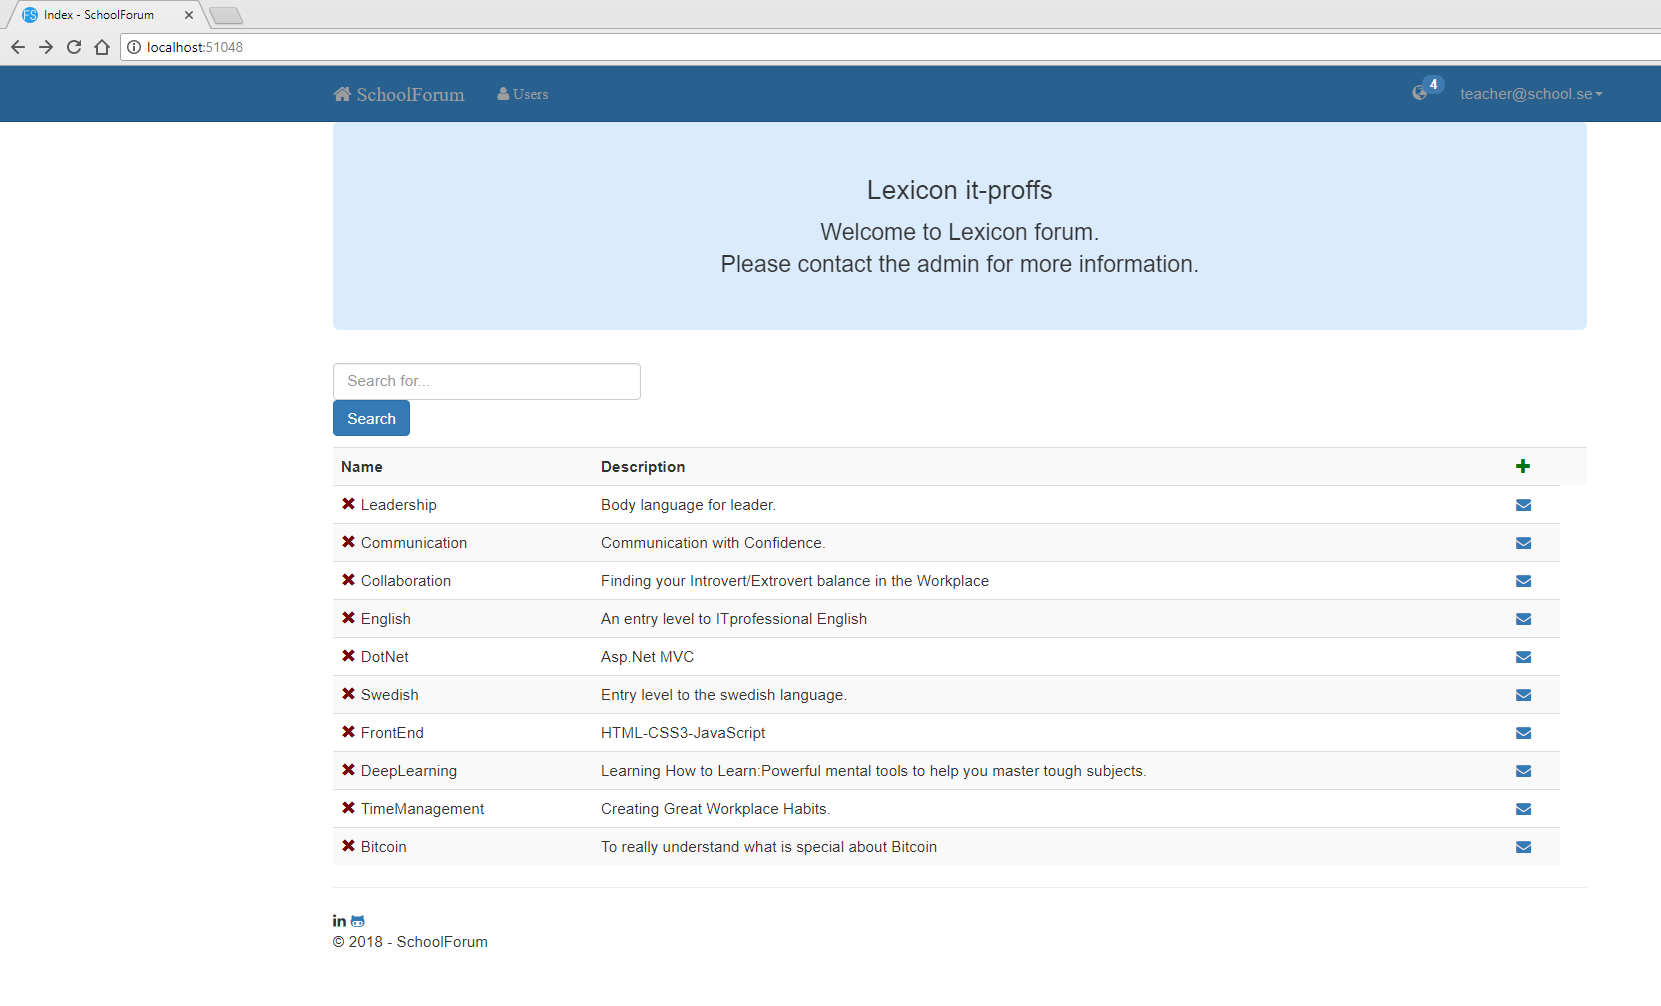 Index - SchoolForum
localhost:51048
SchoolForum Users 4 teacher@school.se
Lexicon it-proffs
Welcome to Lexicon forum.
Please contact the admin for more information.
Search for...
Search
Name Description
Leadership Body language for leader.
Communication Communication with Confidence.
Collaboration Finding your Introvert/Extrovert balance in the Workplace
English An entry level to ITprofessional English
DotNet Asp.Net MVC
Swedish Entry level to the swedish language.
FrontEnd HTML-CSS3-JavaScript
DeepLearning Learning How to Learn:Powerful mental tools to help you master tough subjects.
TimeManagement Creating Great Workplace Habits.
Bitcoin To really understand what is special about Bitcoin
in
© 2018 - SchoolForum